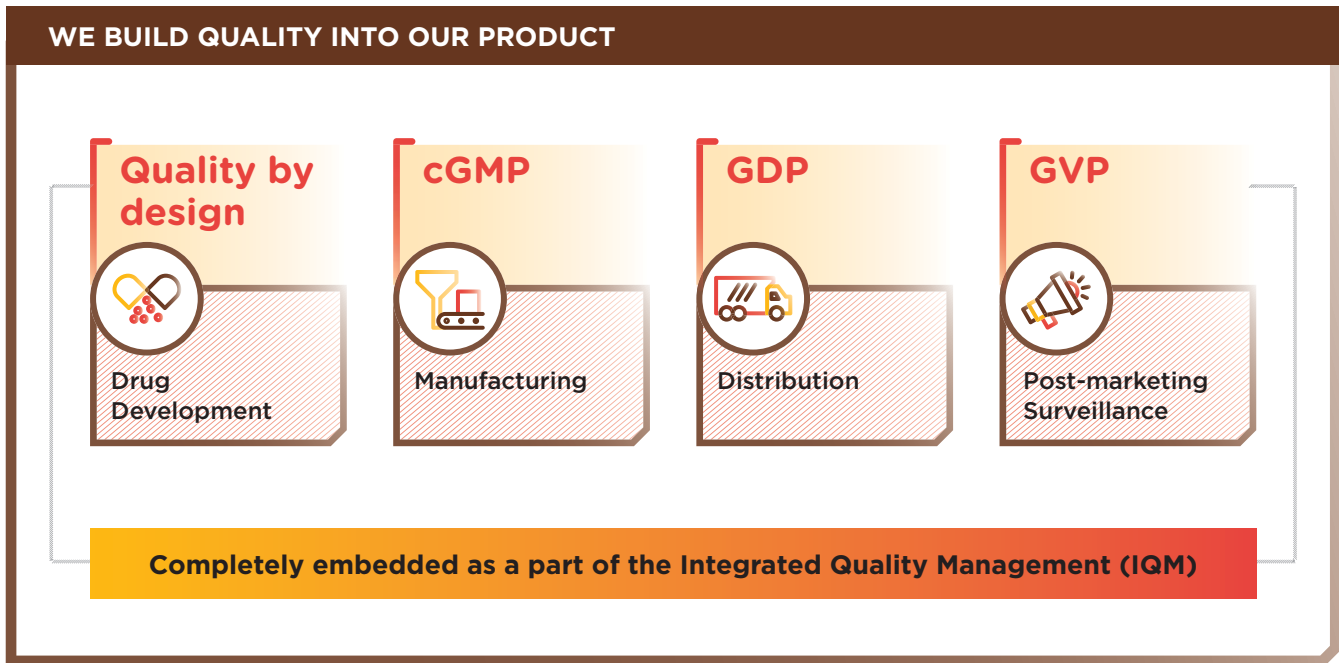 WE BUILD QUALITY INTO OUR PRODUCT
Quality by
design
Drug
Development
cGMP
Manufacturing
GDP
Distribution
GVP
Post-marketing
Surveillance
Completely embedded as a part of the Integrated Quality Management (IQM)